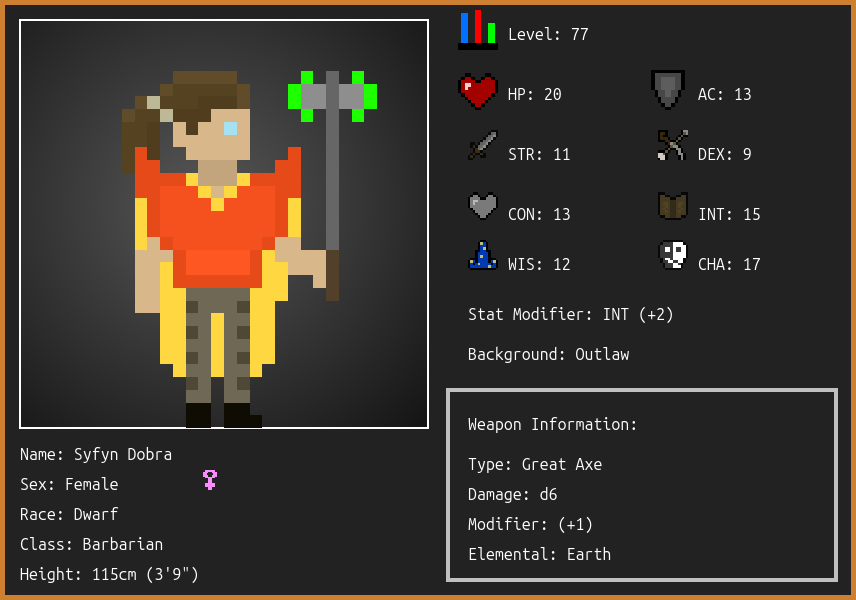 Level: 77
HP: 20
AC: 13
STR: 11
DEX: 9
CON: 13
INT: 15
WIS: 12
CHA: 17
Stat Modifier: INT (+2)
Background: Outlaw
Weapon Information:
Type: Great Axe
Damage: d6
Modifier: (+1)
Elemental: Earth
Name: Syfyn Dobra
Sex: Female
Race: Dwarf
Class: Barbarian
Height: 115cm (3'9")